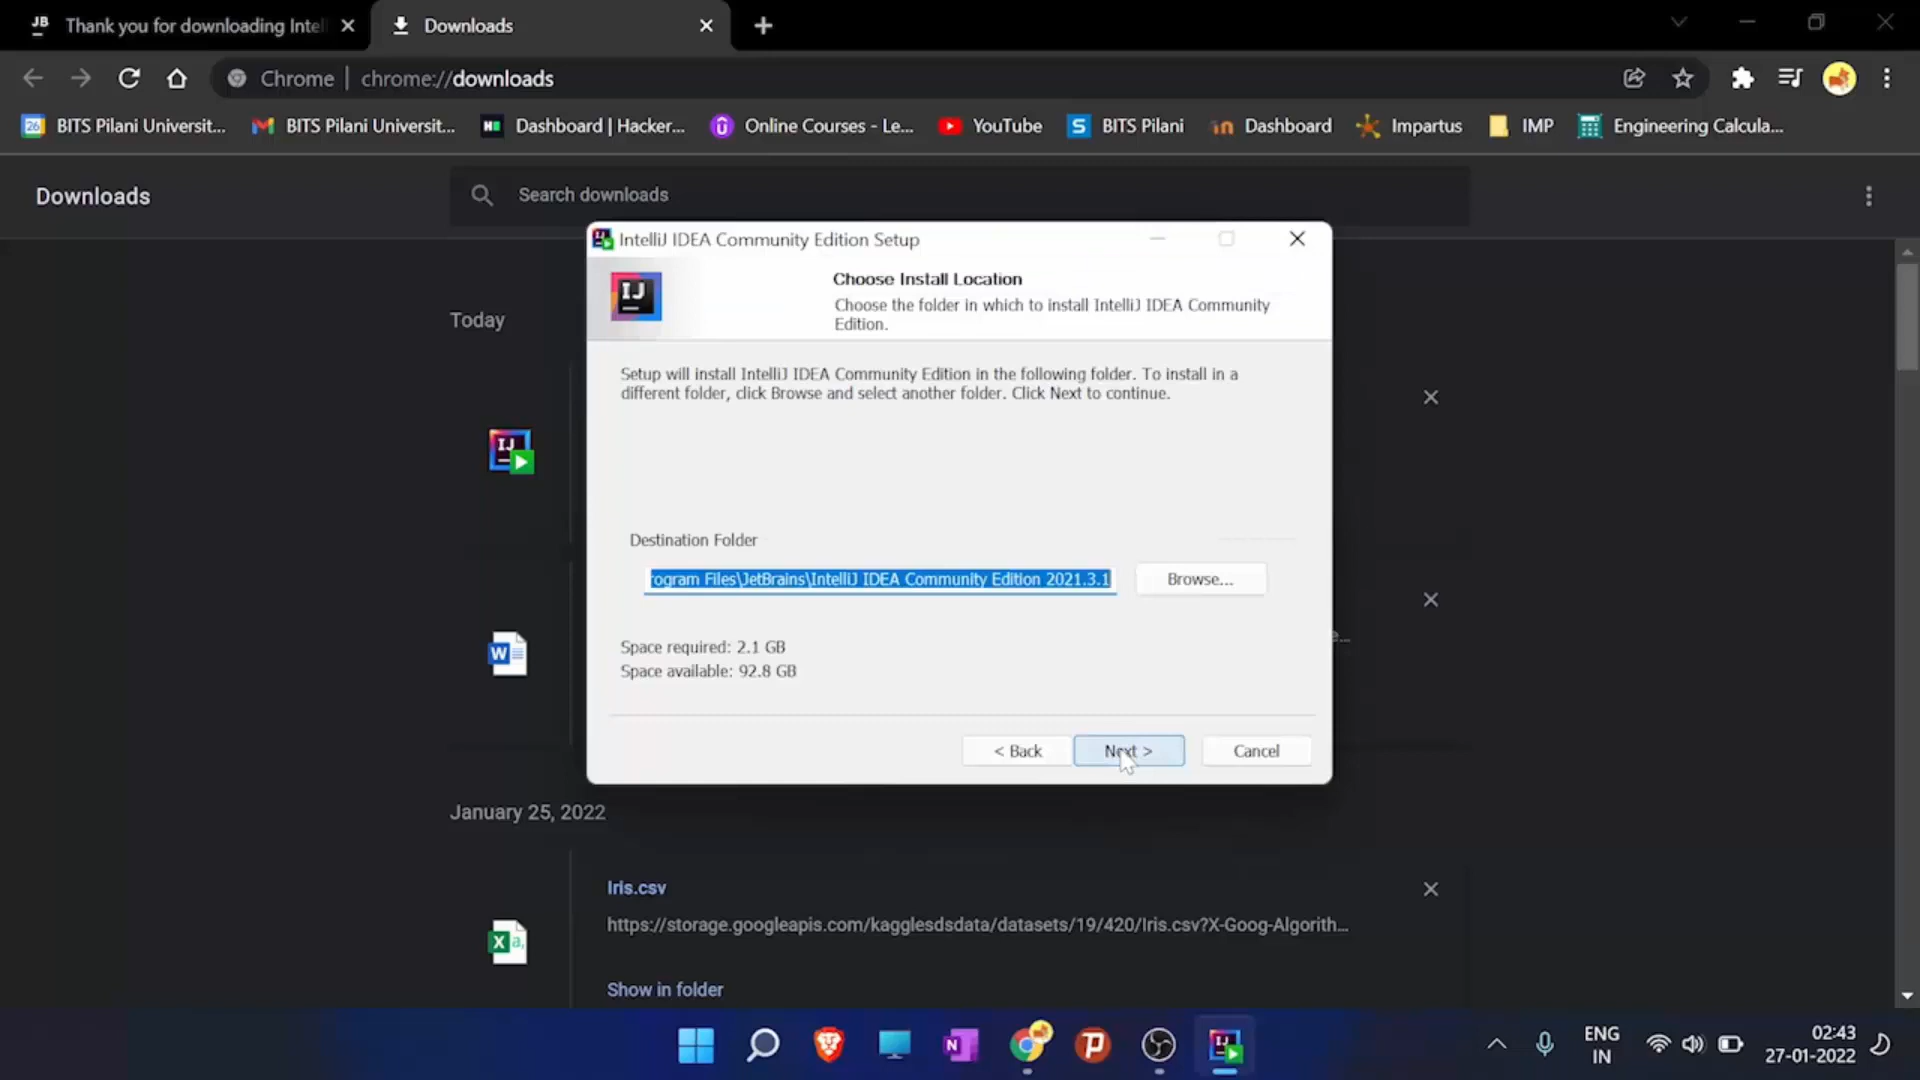 Thank you for downloading Intel
Downloads
Chrome | chrome://downloads
BITS Pilani Universit...
BITS Pilani Universit...
Dashboard | Hacker...
Online Courses - Le...
YouTube
BITS Pilani
Dashboard
Impartus
IMP
Engineering Calcula...
Downloads
Search downloads
IntelliJ IDEA Community Edition Setup
Choose Install Location
Choose the folder in which to install IntelliJ IDEA Community
Edition.
Today
Setup will install IntelliJ IDEA Community Edition in the following folder. To install in a
different folder, click Browse and select another folder. Click Next to continue.
Destination Folder
rogram Files\JetBrains\IntelliJ IDEA Community Edition 2021.3.1
Browse...
e...
Space required: 2.1 GB
Space available: 92.8 GB
< Back
Next >
Cancel
January 25, 2022
Iris.csv
https://storage.googleapis.com/kagglesdsdata/datasets/19/420/Iris.csv?X-Goog-Algorith...
Show in folder
ENG
IN
02:43
27-01-2022